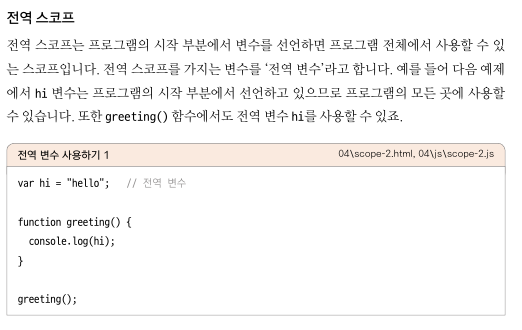 전역 스코프
전역 스코프는 프로그램의 시작 부분에서 변수를 선언하면 프로그램 전체에서 사용할 수 있
는 스코프입니다. 전역 스코프를 가지는 변수를 ‘전역 변수’라고 합니다. 예를 들어 다음 예제
에서 hi 변수는 프로그램의 시작 부분에서 선언하고 있으므로 프로그램의 모든 곳에 사용할
수 있습니다. 또한 greeting() 함수에서도 전역 변수 hi를 사용할 수 있죠.
전역 변수 사용하기 1 04\scope-2.html, 04\js\scope-2.js
var hi = "hello"; // 전역 변수
function greeting() {
  console.log(hi);
}
greeting();